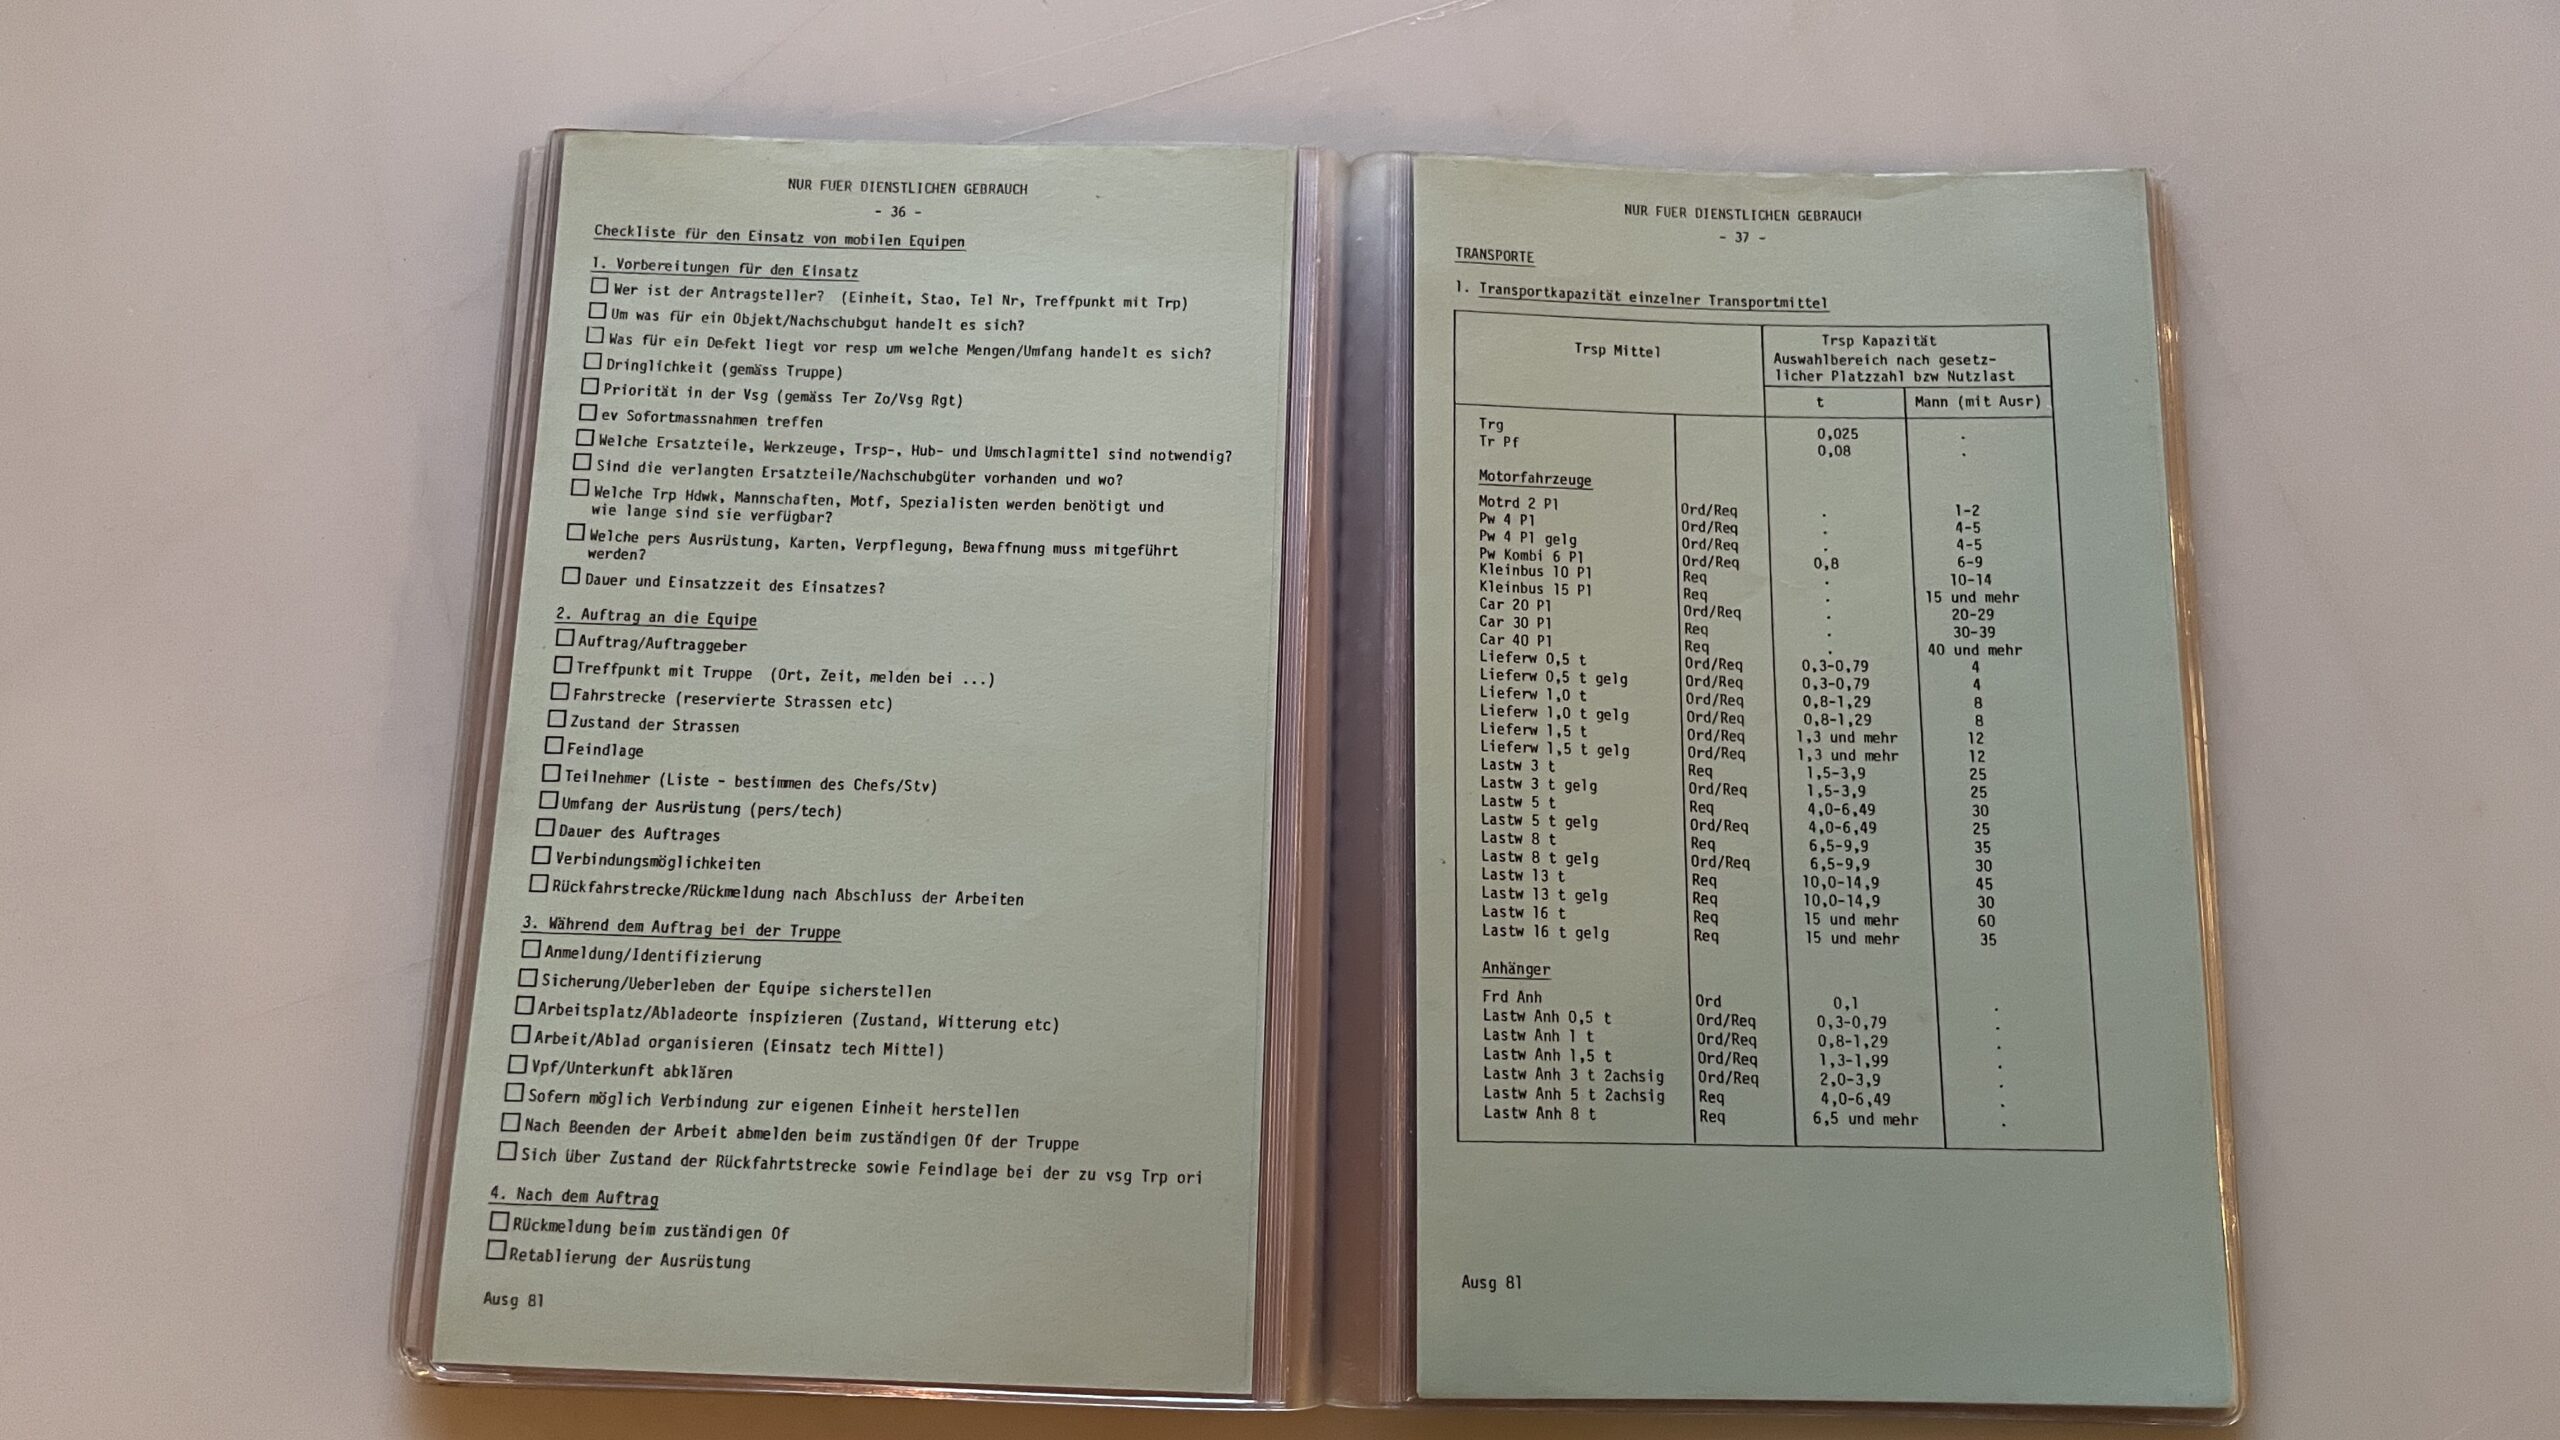 NUR FUER DIENSTLICHEN GEBRAUCH
- 36 -
Checkliste für den Einsatz von mobilen Equipen
1. Vorbereitungen für den Einsatz
Wer ist der Antragsteller? (Einheit, Stao, Tel Nr, Treffpunkt mit Trp)
Um was für ein Objekt/Nachschubgut handelt es sich?
Was für ein Defekt liegt vor resp um welche Mengen/Umfang handelt es sich?
Dringlichkeit (gemäss Truppe)
Priorität in der Vsg (gemäss Ter Zo/Vsg Rgt)
ev Sofortmassnahmen treffen
Welche Ersatzteile, Werkzeuge, Trsp-, Hub- und Umschlagmittel sind notwendig?
Sind die verlangten Ersatzteile/Nachschubgüter vorhanden und wo?
Welche Trp Hdwk, Mannschaften, Motf, Spezialisten werden benötigt und
wie lange sind sie verfügbar?
Welche pers Ausrüstung, Karten, Verpflegung, Bewaffnung muss mitgeführt
werden?
Dauer und Einsatzzeit des Einsatzes?
2. Auftrag an die Equipe
Auftrag/Auftraggeber
Treffpunkt mit Truppe (Ort, Zeit, melden bei ...)
Fahrstrecke (reservierte Strassen etc)
Zustand der Strassen
Feindlage
Teilnehmer (Liste - bestimmen des Chefs/Stv)
Umfang der Ausrüstung (pers/tech)
Dauer des Auftrages
Verbindungsmöglichkeiten
Rückfahrstrecke/Rückmeldung nach Abschluss der Arbeiten
3. Während dem Auftrag bei der Truppe
Anmeldung/Identifizierung
Sicherung/Ueberleben der Equipe sicherstellen
Arbeitsplatz/Abladeorte inspizieren (Zustand, Witterung etc)
Arbeit/Ablad organisieren (Einsatz tech Mittel)
Vpf/Unterkunft abklären
Sofern möglich Verbindung zur eigenen Einheit herstellen
Nach Beenden der Arbeit abmelden beim zuständigen Of der Truppe
Sich über Zustand der Rückfahrtstrecke sowie Feindlage bei der zu vsg Trp ori
4. Nach dem Auftrag
Rückmeldung beim zuständigen Of
Retablierung der Ausrüstung
Ausg 81
NUR FUER DIENSTLICHEN GEBRAUCH
- 37 -
TRANSPORTE
1. Transportkapazität einzelner Transportmittel
Trsp Mittel
Trsp Kapazität
Auswahlbereich nach gesetz-
licher Platzzahl bzw Nutzlast
t Mann (mit Ausr)
Trg 0,025 .
Tr Pf 0,08 .
Motorfahrzeuge
Motrd 2 Pl Ord/Req . 1-2
Pw 4 Pl Ord/Req . 4-5
Pw 4 Pl gelg Ord/Req . 4-5
Pw Kombi 6 Pl Ord/Req 0,8 6-9
Kleinbus 10 Pl Req . 10-14
Kleinbus 15 Pl Req . 15 und mehr
Car 20 Pl Ord/Req . 20-29
Car 30 Pl Req . 30-39
Car 40 Pl Req . 40 und mehr
Lieferw 0,5 t Ord/Req 0,3-0,79 4
Lieferw 0,5 t gelg Ord/Req 0,3-0,79 4
Lieferw 1,0 t Ord/Req 0,8-1,29 8
Lieferw 1,0 t gelg Ord/Req 0,8-1,29 8
Lieferw 1,5 t Ord/Req 1,3 und mehr 12
Lieferw 1,5 t gelg Ord/Req 1,3 und mehr 12
Lastw 3 t Req 1,5-3,9 25
Lastw 3 t gelg Ord/Req 1,5-3,9 25
Lastw 5 t Req 4,0-6,49 30
Lastw 5 t gelg Ord/Req 4,0-6,49 25
Lastw 8 t Req 6,5-9,9 35
Lastw 8 t gelg Ord/Req 6,5-9,9 30
Lastw 13 t Req 10,0-14,9 45
Lastw 13 t gelg Req 10,0-14,9 30
Lastw 16 t Req 15 und mehr 60
Lastw 16 t gelg Req 15 und mehr 35
Anhänger
Frd Anh Ord 0,1 .
Lastw Anh 0,5 t Ord/Req 0,3-0,79 .
Lastw Anh 1 t Ord/Req 0,8-1,29 .
Lastw Anh 1,5 t Ord/Req 1,3-1,99 .
Lastw Anh 3 t 2achsig Ord/Req 2,0-3,9 .
Lastw Anh 5 t 2achsig Req 4,0-6,49 .
Lastw Anh 8 t Req 6,5 und mehr .
Ausg 81